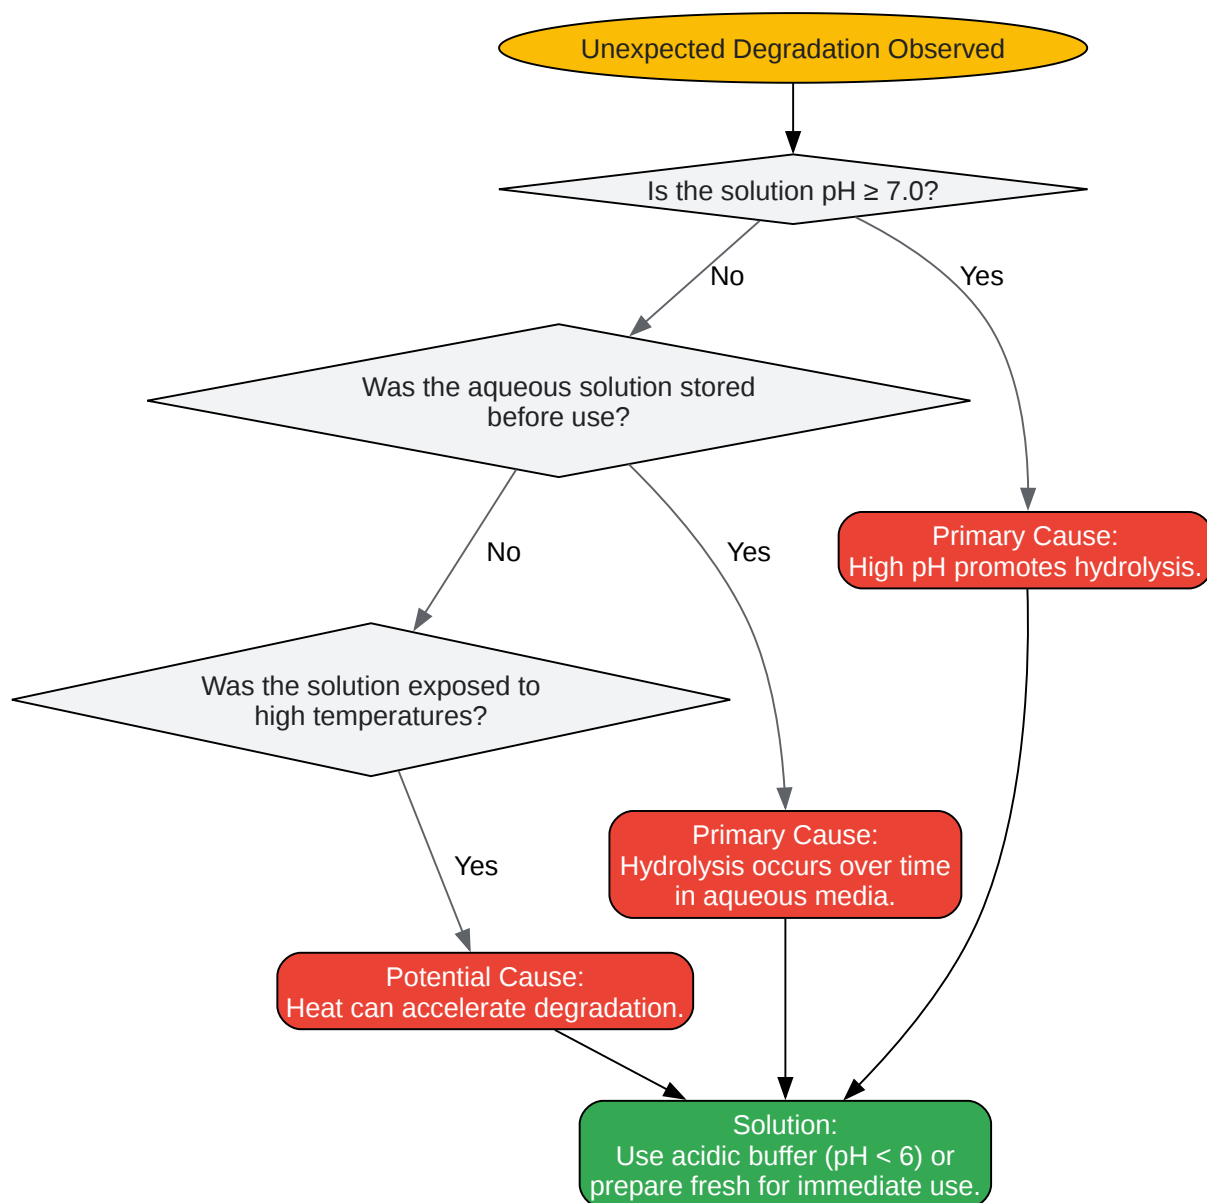 Unexpected Degradation Observed
Is the solution pH ≥ 7.0?
No
Yes
Was the aqueous solution stored
before use?
No
Yes
Primary Cause:
High pH promotes hydrolysis.
Was the solution exposed to
high temperatures?
Yes
Primary Cause:
Hydrolysis occurs over time
in aqueous media.
Potential Cause:
Heat can accelerate degradation.
Solution:
Use acidic buffer (pH < 6) or
prepare fresh for immediate use.